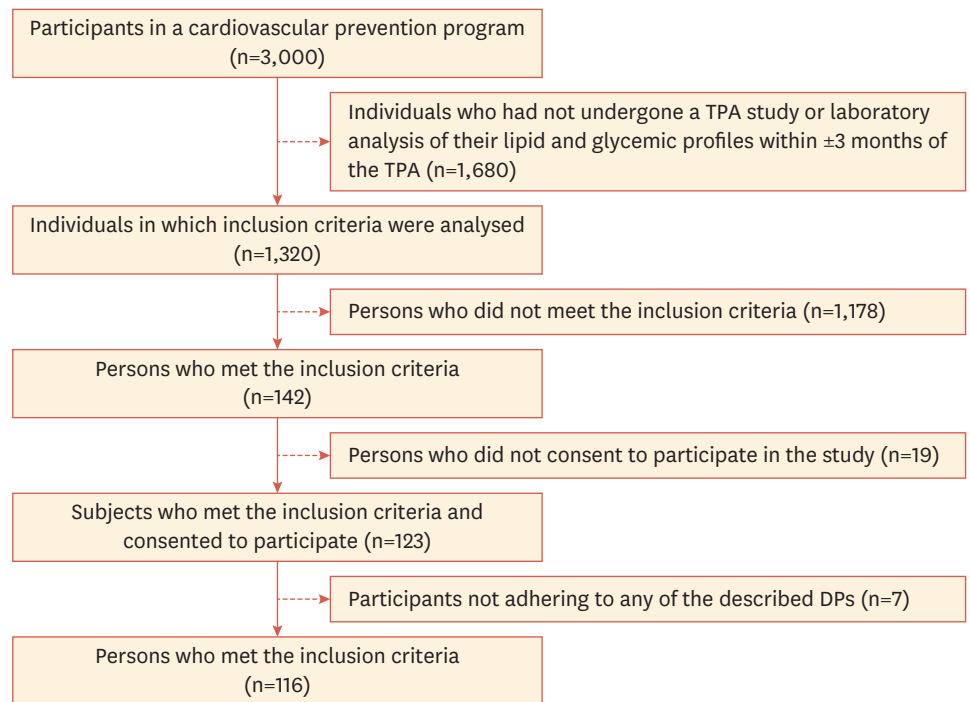 Participants in a cardiovascular prevention program
(n=3,000)
Individuals who had not undergone a TPA study or laboratory
analysis of their lipid and glycemic profiles within ±3 months of
the TPA (n=1,680)
Individuals in which inclusion criteria were analysed
(n=1,320)
Persons who did not meet the inclusion criteria (n=1,178)
Persons who met the inclusion criteria
(n=142)
Persons who did not consent to participate in the study (n=19)
Subjects who met the inclusion criteria and
consented to participate (n=123)
Participants not adhering to any of the described DPs (n=7)
Persons who met the inclusion criteria
(n=116)